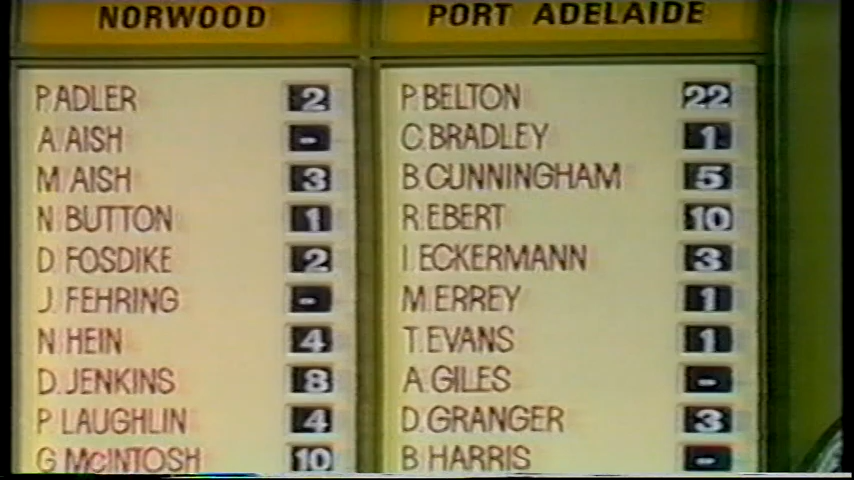 NORWOOD PORT ADELAIDE
P. ADLER 2 P. BELTON 22
A. AISH - C. BRADLEY 1
M. AISH 3 B. CUNNINGHAM 5
N. BUTTON 1 R. EBERT 10
D. FOSDIKE 2 I. ECKERMANN 3
J. FEHRING - M. ERREY 1
N. HEIN 4 T. EVANS 1
D. JENKINS 8 A. GILES -
P. LAUGHLIN 4 D. GRANGER 3
G. McINTOSH 10 B. HARRIS -